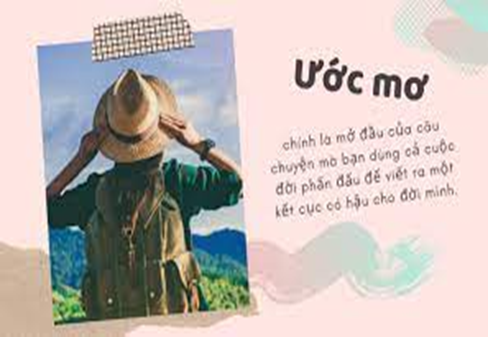 Ước mơ
chính là mở đầu của câu
chuyện mà bạn dùng cả cuộc
đời phấn đấu để viết ra một
kết cục có hậu cho đời mình.